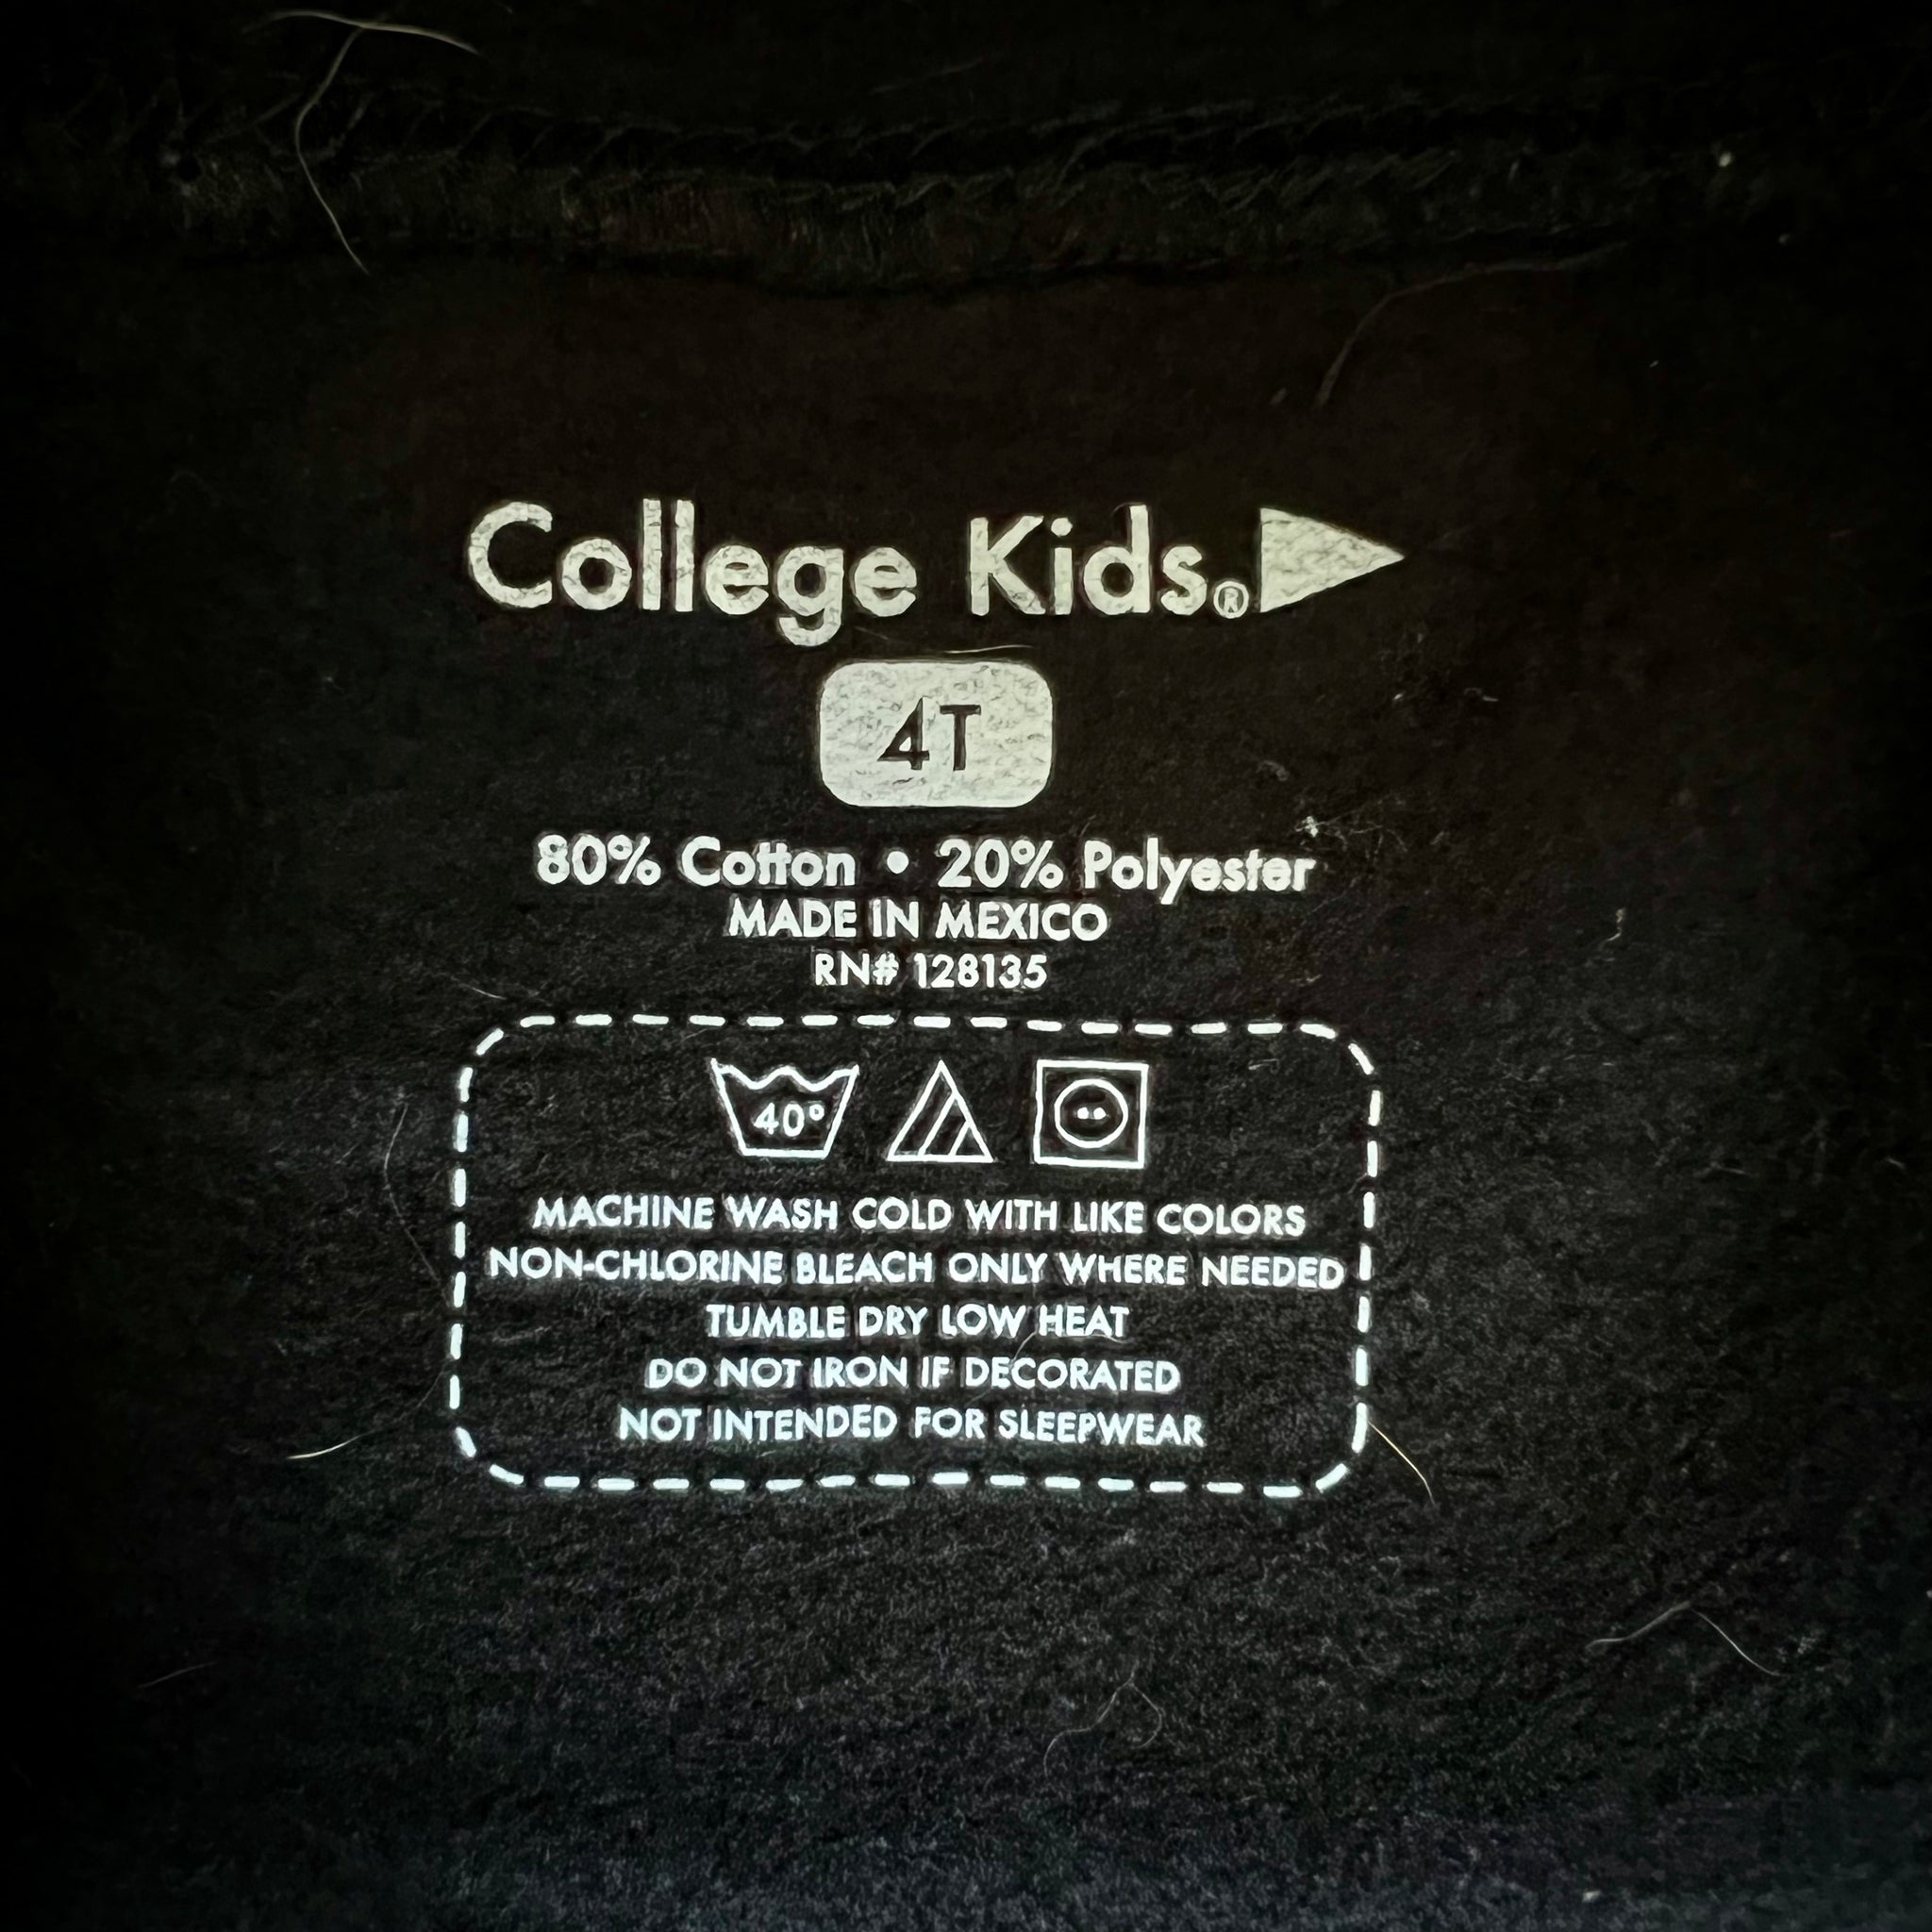 College Kids®
4T
80% Cotton • 20% Polyester
MADE IN MEXICO
RN# 128135
40°
MACHINE WASH COLD WITH LIKE COLORS
NON-CHLORINE BLEACH ONLY WHERE NEEDED
TUMBLE DRY LOW HEAT
DO NOT IRON IF DECORATED
NOT INTENDED FOR SLEEPWEAR